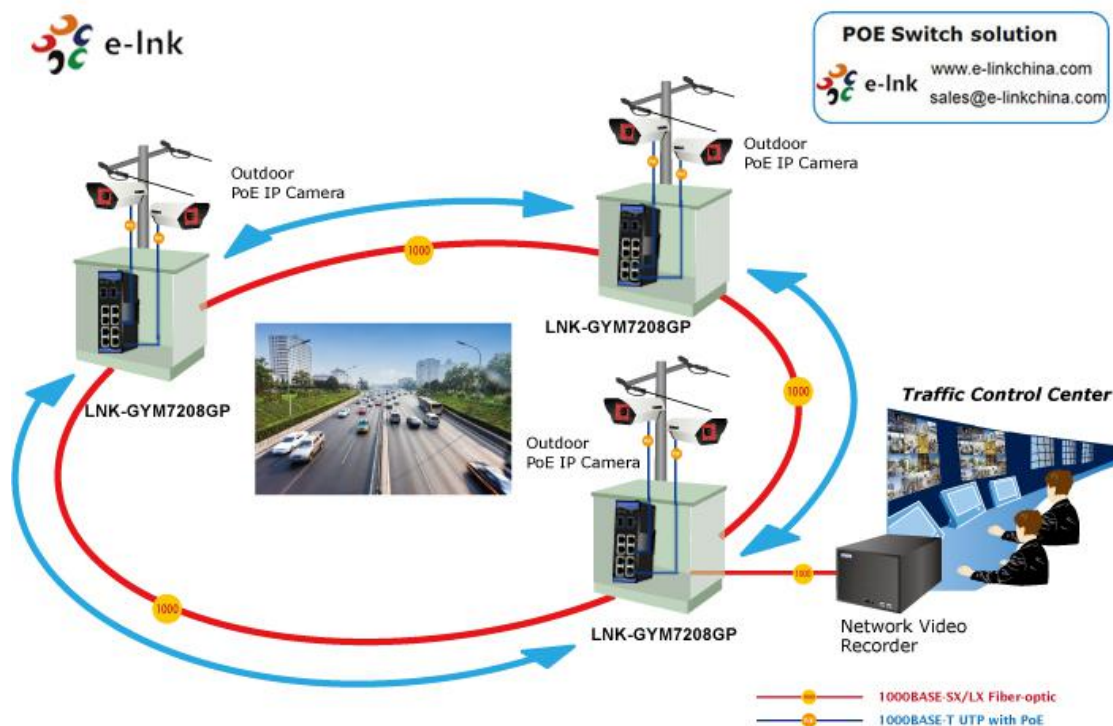 e-lnk
POE Switch solution
e-lnk
www.e-linkchina.com
sales@e-linkchina.com
Outdoor
PoE IP Camera
Outdoor
PoE IP Camera
1000
LNK-GYM7208GP
LNK-GYM7208GP
1000
Traffic Control Center
Outdoor
PoE IP Camera
1000
1000
LNK-GYM7208GP
Network Video
Recorder
1000BASE-SX/LX Fiber-optic
1000BASE-T UTP with PoE